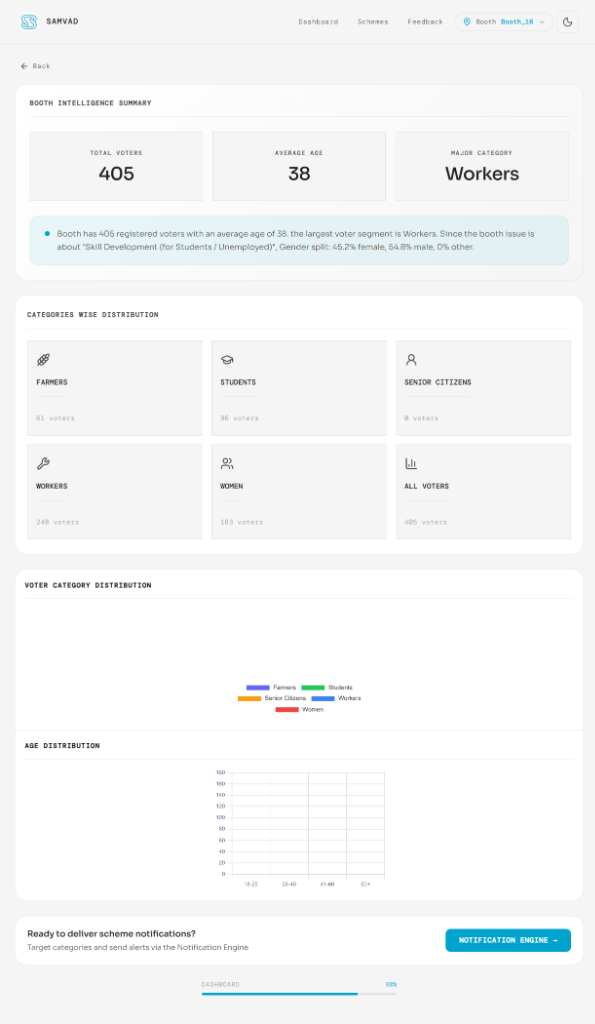 SAMVAD
Dashboard Schemes Feedback Booth Booth_16
← Back
BOOTH INTELLIGENCE SUMMARY
TOTAL VOTERS
405
AVERAGE AGE
38
MAJOR CATEGORY
Workers
Booth has 405 registered voters with an average age of 38. the largest voter segment is Workers. Since the booth issue is
about "Skill Development (for Students / Unemployed)", Gender split: 45.2% female, 54.8% male, 0% other.
CATEGORIES WISE DISTRIBUTION
FARMERS
61 voters
STUDENTS
96 voters
SENIOR CITIZENS
0 voters
WORKERS
248 voters
WOMEN
183 voters
ALL VOTERS
405 voters
VOTER CATEGORY DISTRIBUTION
Farmers Students
Senior Citizens Workers
Women
AGE DISTRIBUTION
180
160
140
120
100
80
60
40
20
0
18-25 26-40 41-60 60+
Ready to deliver scheme notifications?
Target categories and send alerts via the Notification Engine
NOTIFICATION ENGINE →
DASHBOARD 80%